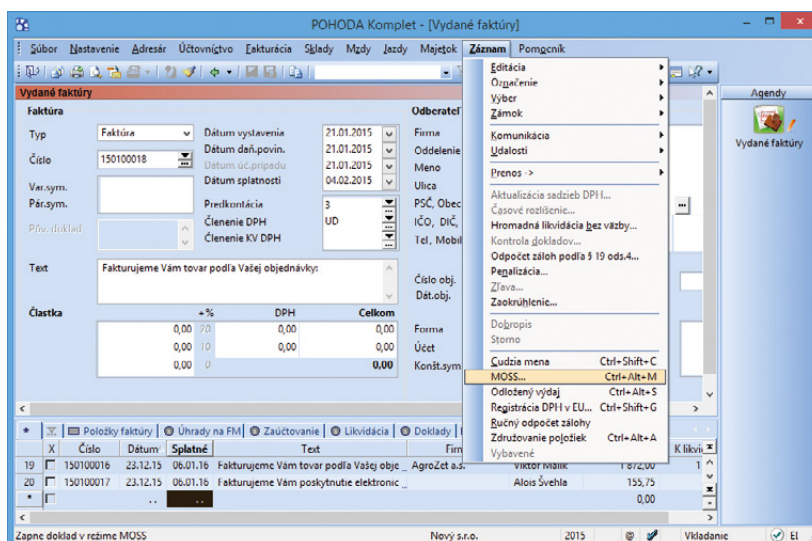 POHODA Komplet - [Vydané faktúry]
Súbor Nastavenie Adresár Účtovníctvo Fakturácia Sklady Mzdy Jazdy Majetok Záznam Pomocník
Vydané faktúry
Faktúra
Typ
Faktúra
Číslo
150100018
Var.sym.
Pár.sym.
Pôv. doklad
Dátum vystavenia 21.01.2015
Dátum daň.povin. 21.01.2015
Dátum úč.prípadu 21.01.2015
Dátum splatnosti 04.02.2015
Predkontácia 3
Členenie DPH UD
Členenie KV DPH
Odberateľ
Firma
Oddelenie
Meno
Ulica
PSČ, Obec
IČO, DIČ,
Tel, Mobil
Text
Fakturujeme Vám tovar podľa Vašej objednávky:
Číslo obj.
Dát.obj.
Čiastka
+% DPH Celkom
0,00 20 0,00 0,00
0,00 10 0,00 0,00
0,00 0 0,00
Forma
Účet
Konšt.sym
Editácia
Označenie
Výber
Zámok
Komunikácia
Udalosti
Prenos ->
Aktualizácia sadzieb DPH...
Časové rozlíšenie...
Hromadná likvidácia bez väzby...
Kontrola dokladov...
Odpočet záloh podľa § 19 ods.4...
Penalizácia...
Zľava...
Zaokrúhlenie...
Dobropis
Storno
Cudzia mena Ctrl+Shift+C
MOSS... Ctrl+Alt+M
Odložený výdaj Ctrl+Alt+S
Registrácia DPH v EU... Ctrl+Shift+G
Ručný odpočet zálohy
Združovanie položiek Ctrl+Alt+A
Vybavené
Agendy
Vydané faktúry
Položky faktúry Úhrady na FM Zaúčtovanie Likvidácia Doklady
X Číslo Dátum Splatné Text Firm K likvi
19 150100016 23.12.15 06.01.16 Fakturujeme Vám tovar podľa Vašej obje AgroZet a.s. Viktor Malík 1 872,00 1
20 150100017 23.12.15 06.01.16 Fakturujeme Vám poskytnutie elektronic Alois Švehla 155,75
* .. .. 0,00
Zapne doklad v režime MOSS Nový s.r.o. 2015 @ Vkladanie EI